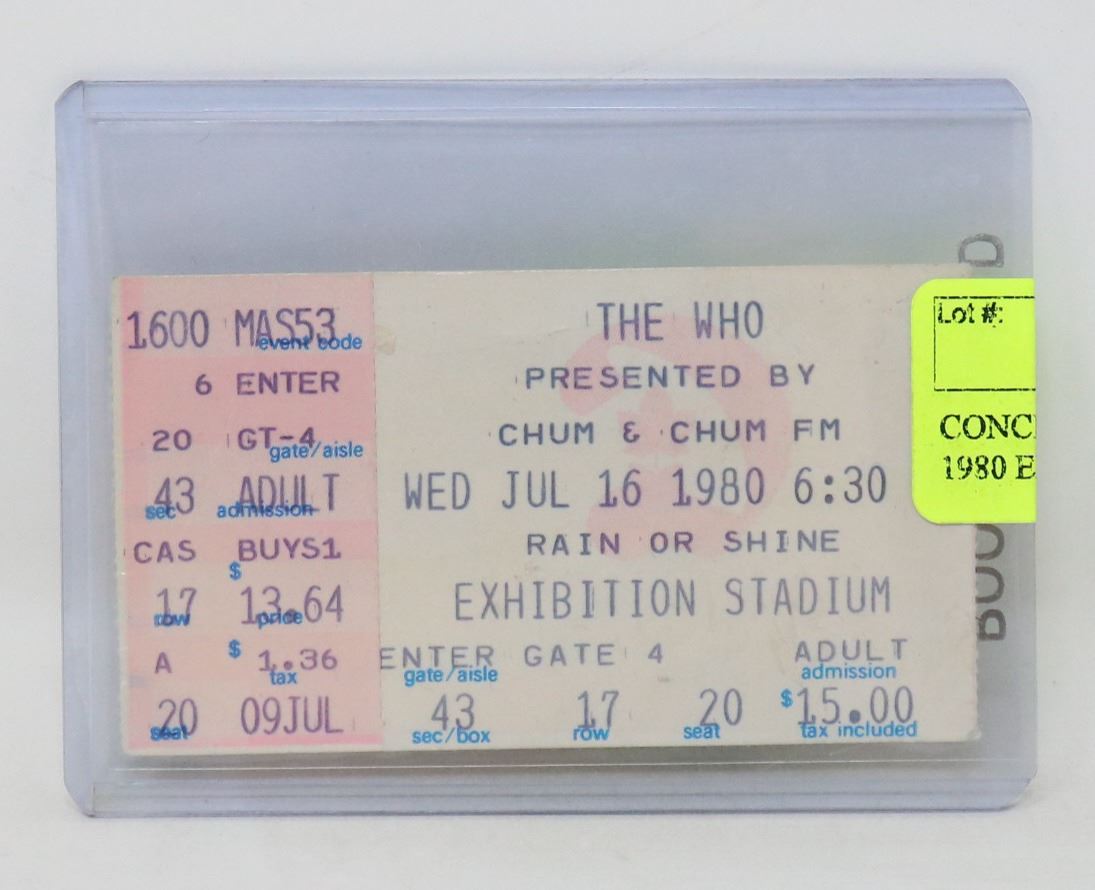 1600 MAS53
event code
6 ENTER
20 GT-4
gate/aisle
43 ADULT
sec admission
CAS BUYS1
$
17 13.64
row price
A $ 1.36
tax
20 09JUL
seat
THE WHO
PRESENTED BY
CHUM & CHUM FM
WED JUL 16 1980 6:30
RAIN OR SHINE
EXHIBITION STADIUM
ENTER GATE 4 ADULT
gate/aisle admission
43 17 20 $15.00
sec/box row seat tax included
Lot #:
CONC
1980 E